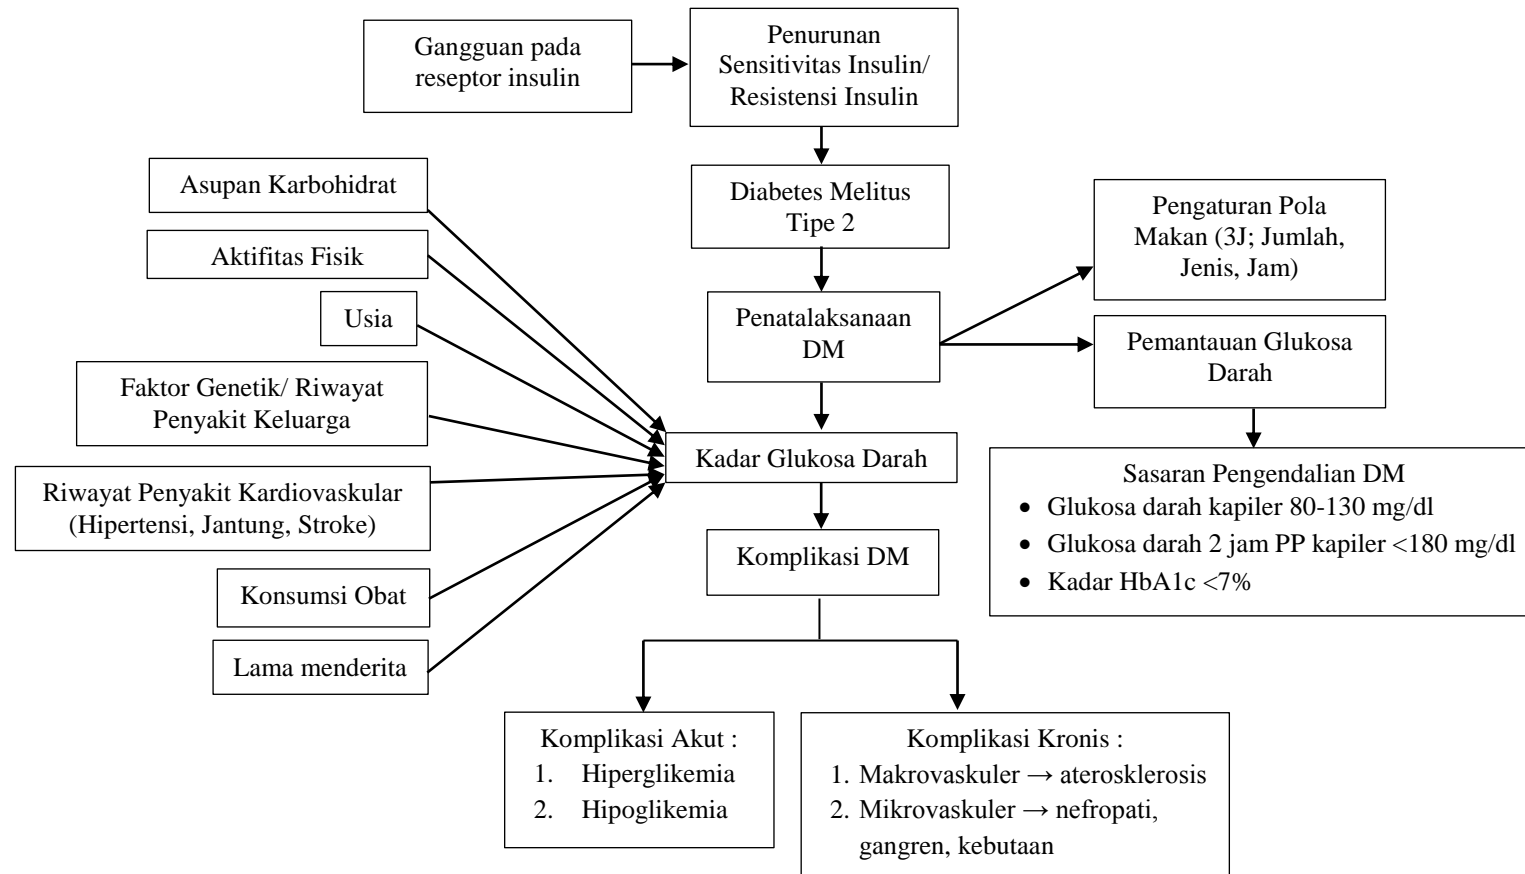 Gangguan pada
reseptor insulin
Penurunan
Sensitivitas Insulin/
Resistensi Insulin
Asupan Karbohidrat
Aktifitas Fisik
Usia
Faktor Genetik/ Riwayat
Penyakit Keluarga
Riwayat Penyakit Kardiovaskular
(Hipertensi, Jantung, Stroke)
Konsumsi Obat
Lama menderita
Diabetes Melitus
Tipe 2
Penatalaksanaan
DM
Kadar Glukosa Darah
Komplikasi DM
Pengaturan Pola
Makan (3J; Jumlah,
Jenis, Jam)
Pemantauan Glukosa
Darah
Sasaran Pengendalian DM
• Glukosa darah kapiler 80-130 mg/dl
• Glukosa darah 2 jam PP kapiler <180 mg/dl
• Kadar HbA1c <7%
Komplikasi Akut :
1. Hiperglikemia
2. Hipoglikemia
Komplikasi Kronis :
1. Makrovaskuler → aterosklerosis
2. Mikrovaskuler → nefropati,
gangren, kebutaan